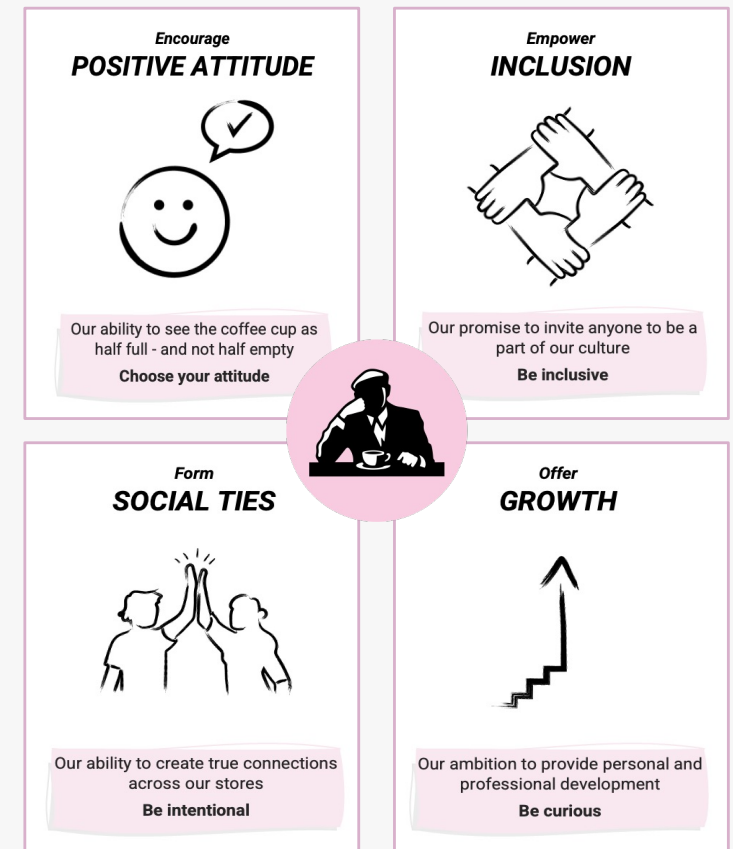 Encourage
POSITIVE ATTITUDE
Our ability to see the coffee cup as
half full - and not half empty
Choose your attitude
Empower
INCLUSION
Our promise to invite anyone to be a
part of our culture
Be inclusive
Form
SOCIAL TIES
Our ability to create true connections
across our stores
Be intentional
Offer
GROWTH
Our ambition to provide personal and
professional development
Be curious